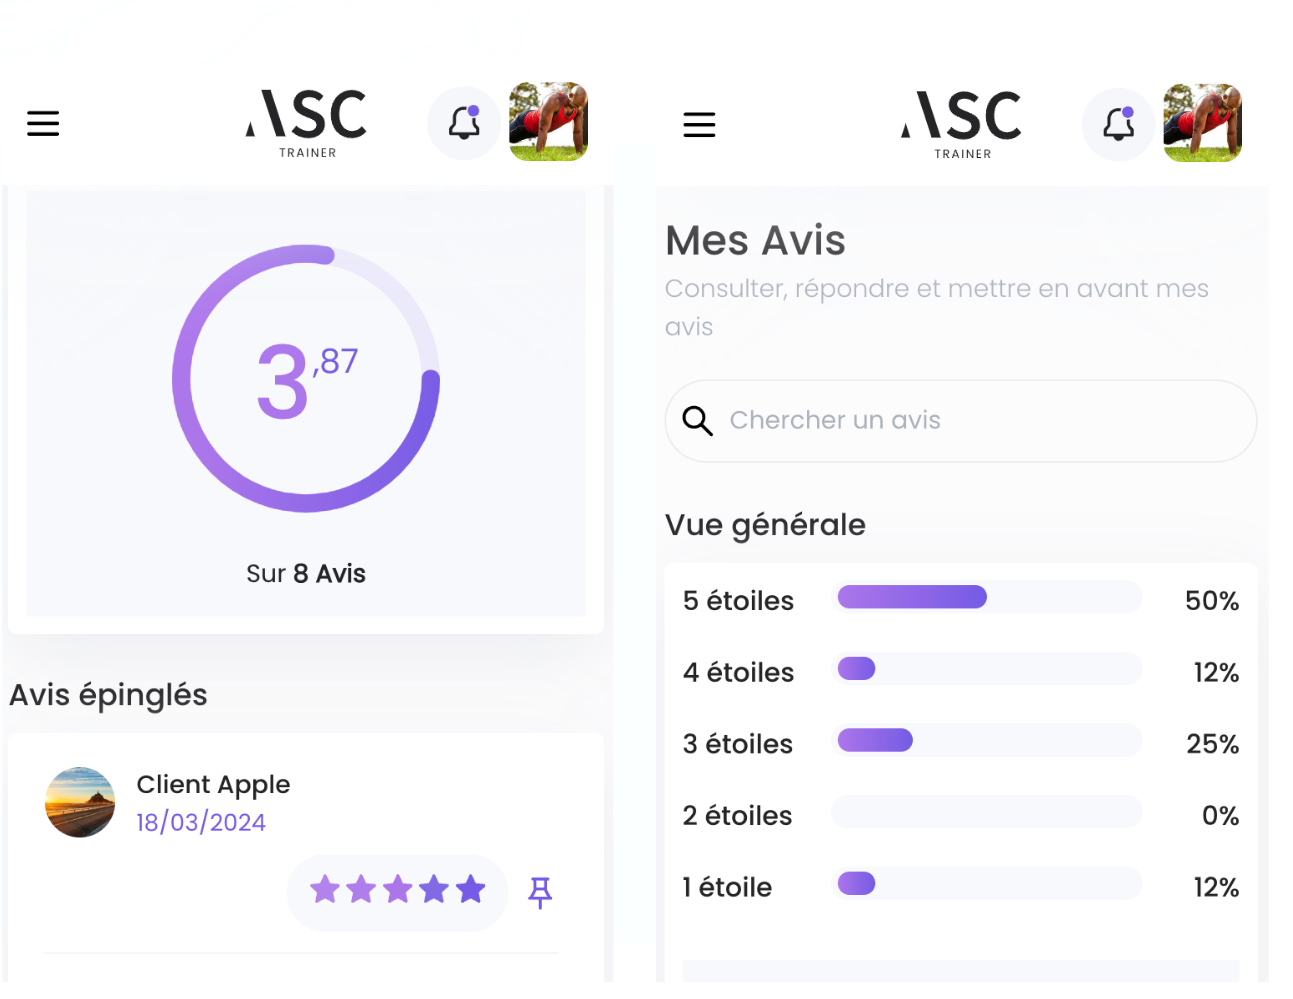 ASC
TRAINER
3,87
Sur 8 Avis
Avis épinglés
Client Apple
18/03/2024
ASC
TRAINER
Mes Avis
Consulter, répondre et mettre en avant mes
avis
Chercher un avis
Vue générale
5 étoiles 50%
4 étoiles 12%
3 étoiles 25%
2 étoiles 0%
1 étoile 12%